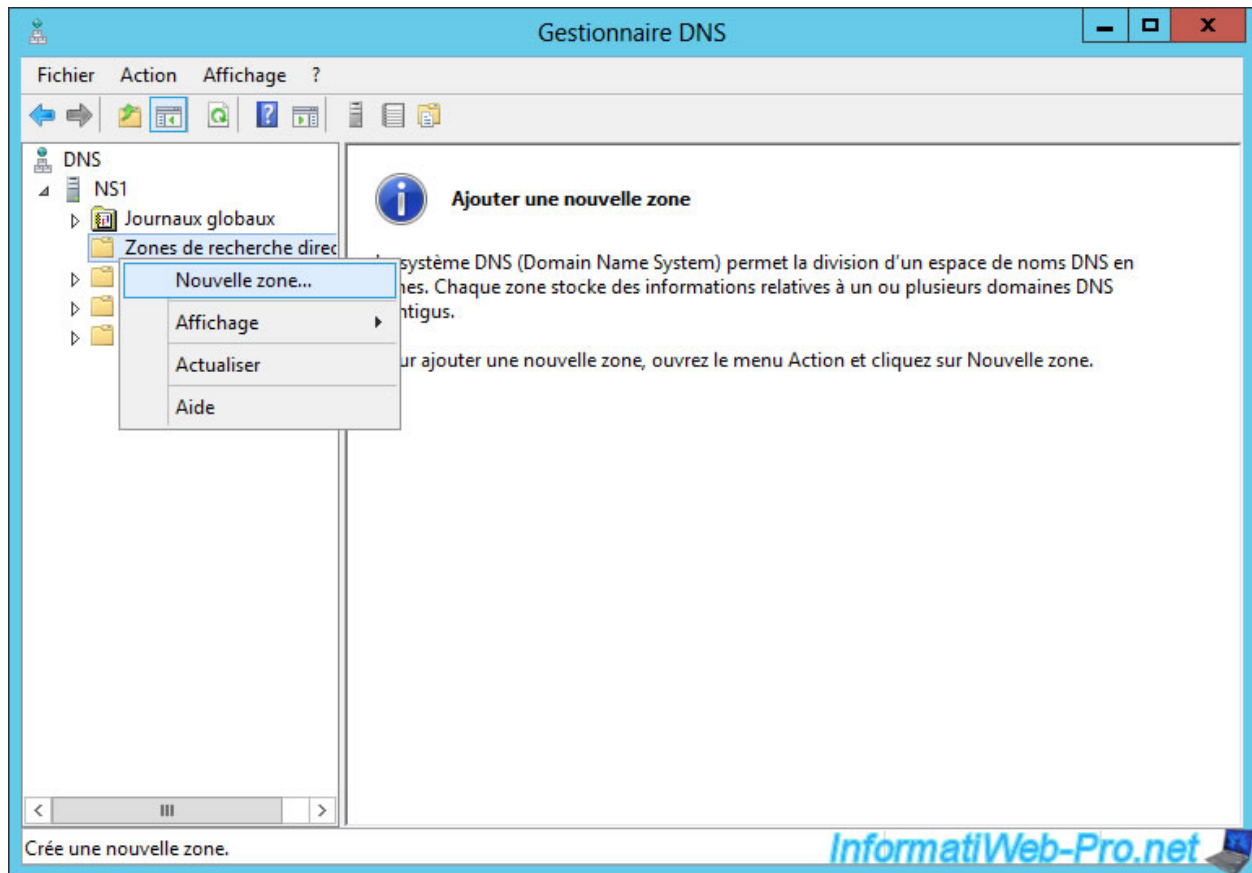 Gestionnaire DNS
Fichier Action Affichage ?
DNS
NS1
Journaux globaux
Zones de recherche direc
Nouvelle zone...
Affichage
Actualiser
Aide
Ajouter une nouvelle zone
système DNS (Domain Name System) permet la division d'un espace de noms DNS en
nes. Chaque zone stocke des informations relatives à un ou plusieurs domaines DNS
ntigus.
ur ajouter une nouvelle zone, ouvrez le menu Action et cliquez sur Nouvelle zone.
Crée une nouvelle zone.
InformatiWeb-Pro.net